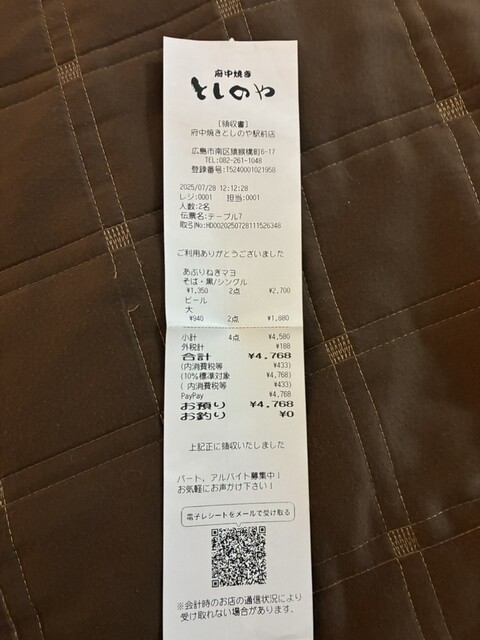 府中焼き
としのや
[領収書]
府中焼きとしのや駅前店
広島市南区猿猴橋町6-17
TEL:082-261-1048
登録番号:T5240001021958
2025/07/28 12:12:28
レジ:0001 担当:0001
人数:2名
伝票名:テーブル7
取引No:HD0020250728111526348
ご利用ありがとうございました
あぶりねぎマヨ
そば・黒/シングル
¥1,350 2点 ¥2,700
ビール
大
¥940 2点 ¥1,880
小計 4点 ¥4,580
外税計 ¥188
合計 ¥4,768
(内消費税等 ¥433)
(10%標準対象 ¥4,768)
( 内消費税等 ¥433)
PayPay ¥4,768
お預り ¥4,768
お釣り ¥0
上記正に領収いたしました
パート、アルバイト募集中!
お気軽にお声がけ下さい!
電子レシートをメールで受け取る
※会計時のお店の通信状況により
受け取れない場合があります。